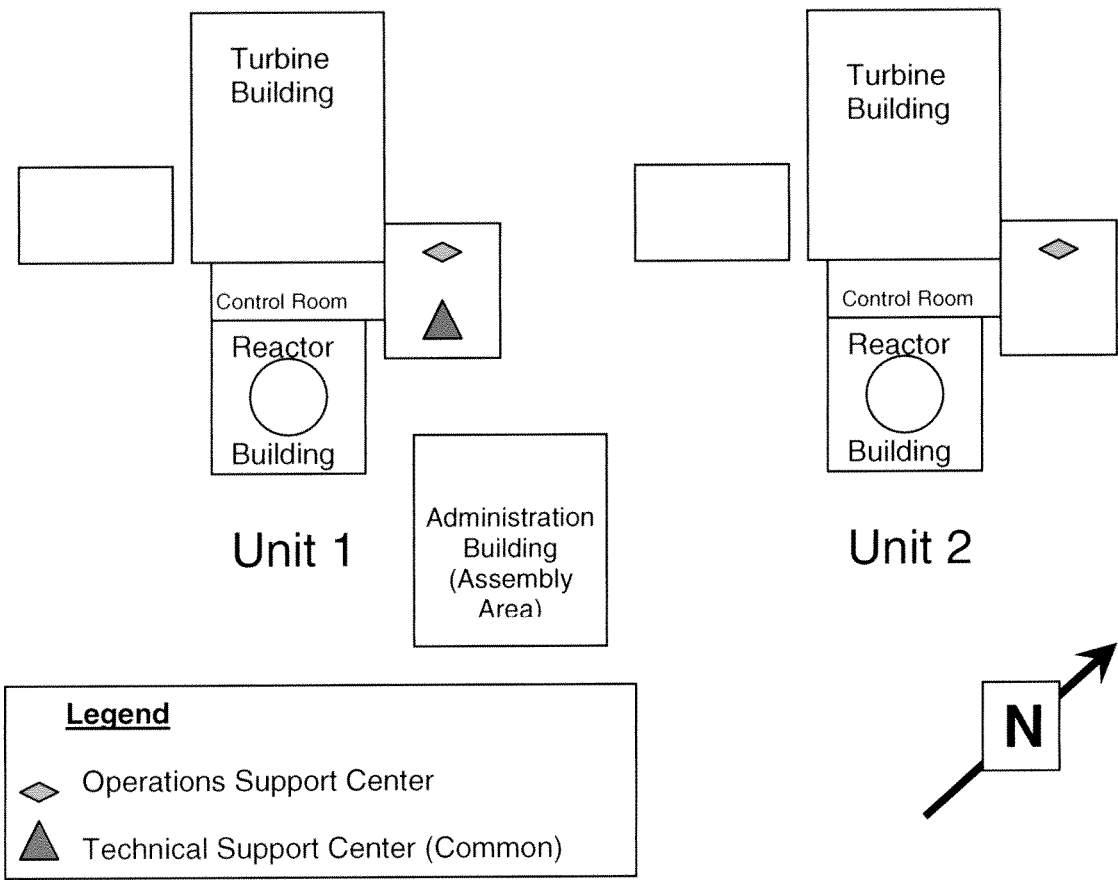 Turbine
Building
Turbine
Building
Control Room
Control Room
Reactor
Building
Reactor
Building
Unit 1
Administration
Building
(Assembly
Area)
Unit 2
N
Legend
Operations Support Center
Technical Support Center (Common)